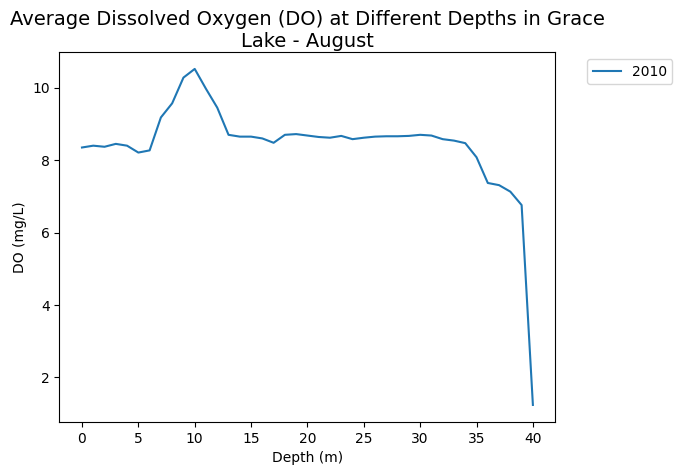 Average Dissolved Oxygen (DO) at Different Depths in Grace
Lake - August
2010
DO (mg/L)
10
8
6
4
2
0 5 10 15 20 25 30 35 40
Depth (m)